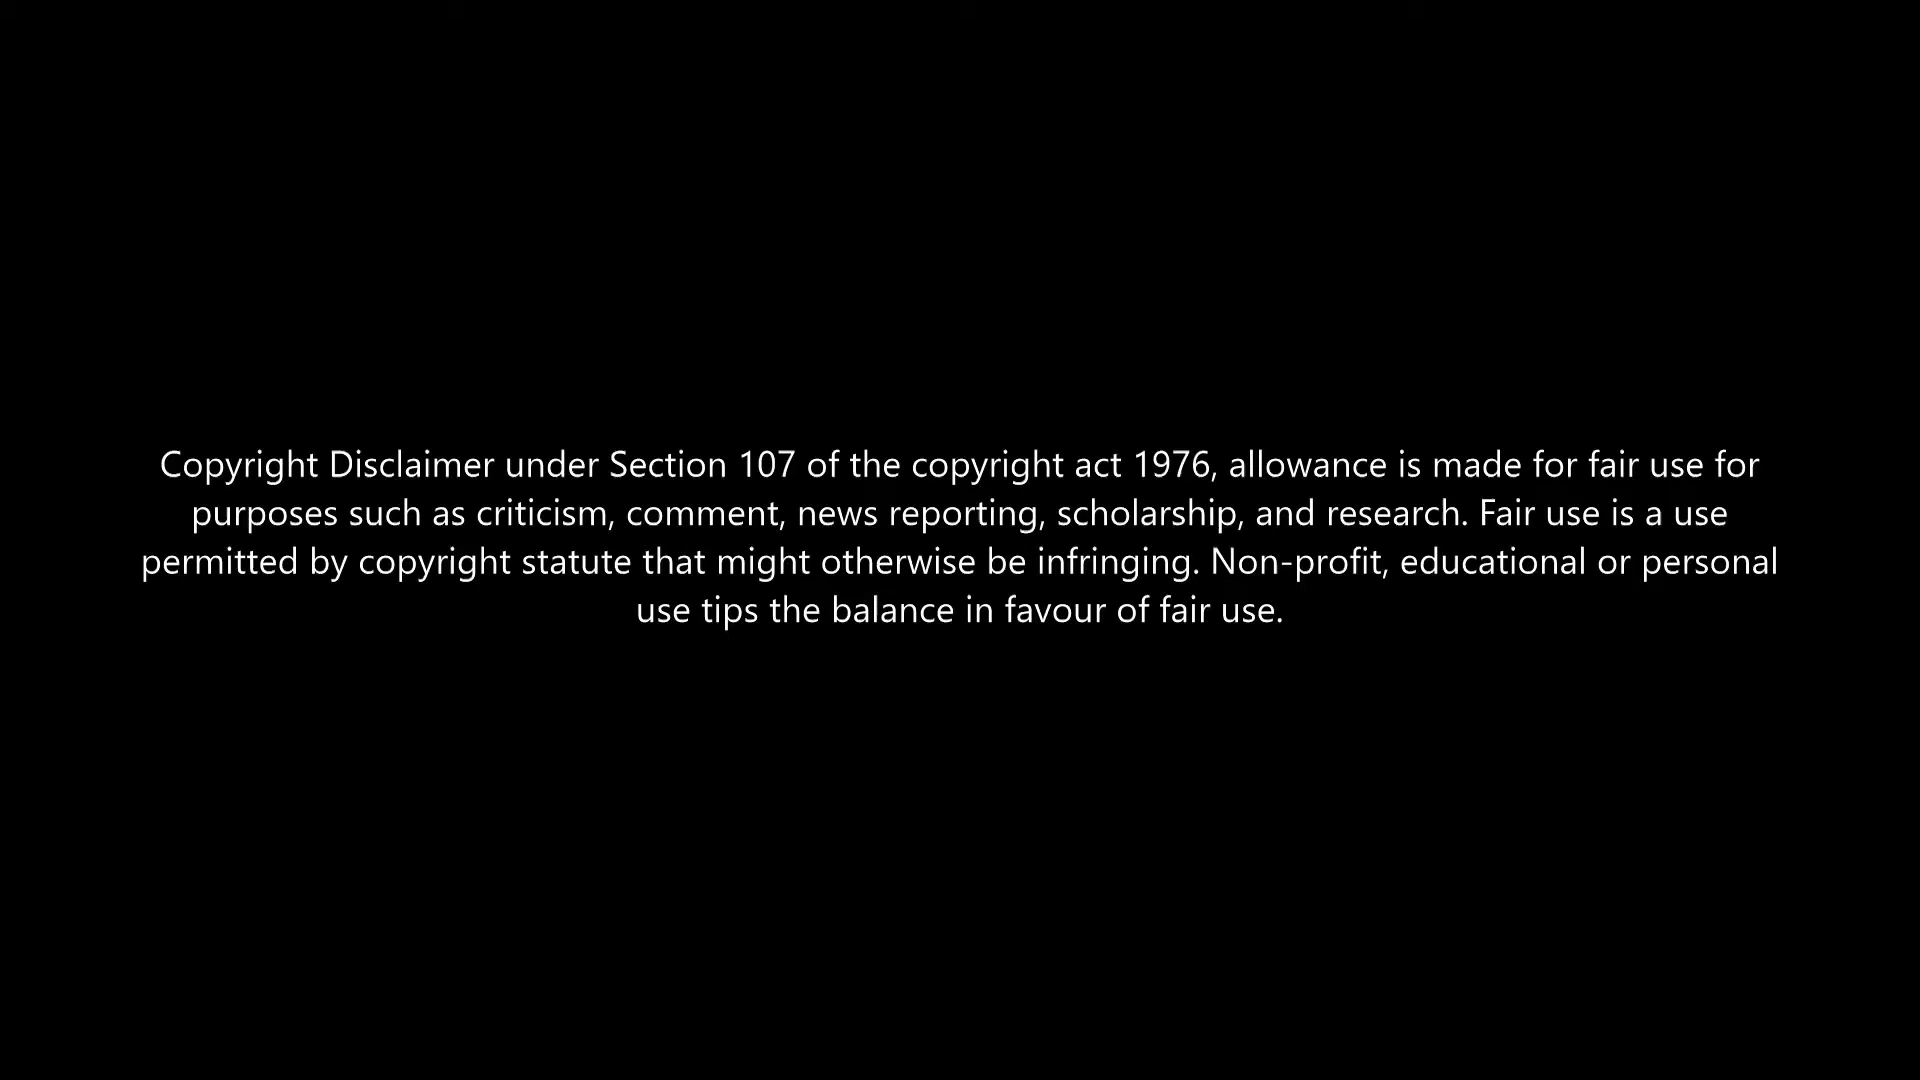 Copyright Disclaimer under Section 107 of the copyright act 1976, allowance is made for fair use for
purposes such as criticism, comment, news reporting, scholarship, and research. Fair use is a use
permitted by copyright statute that might otherwise be infringing. Non-profit, educational or personal
use tips the balance in favour of fair use.